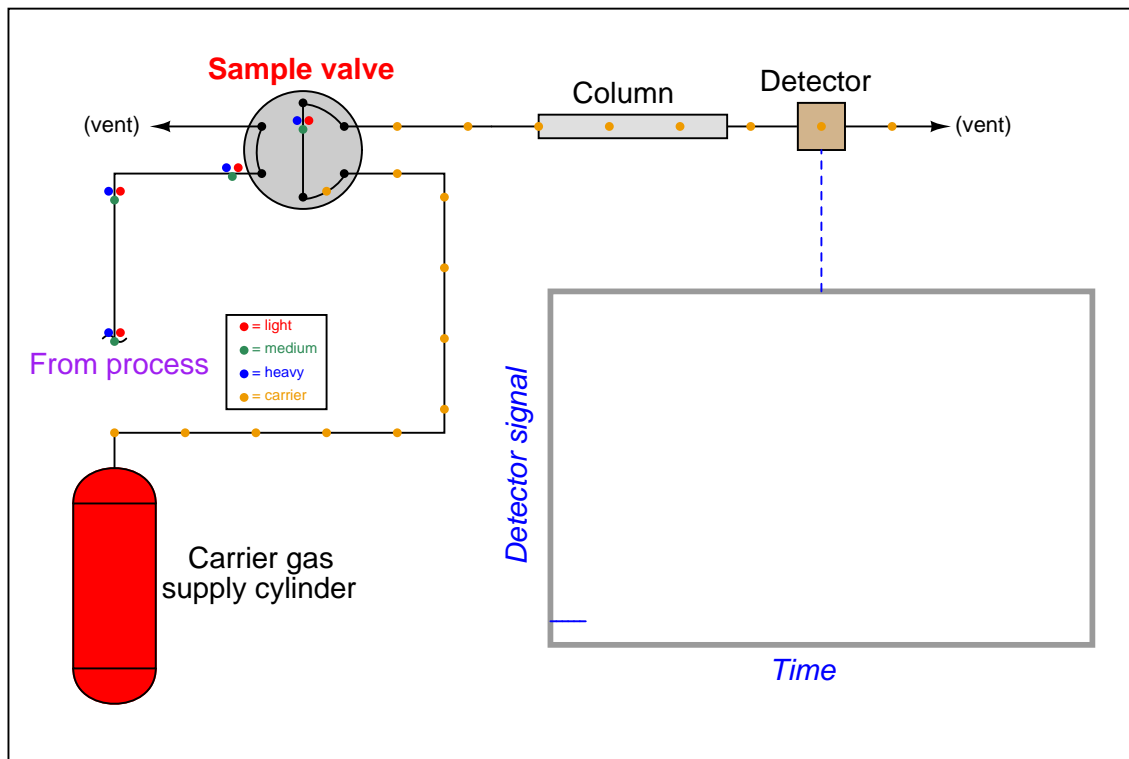 Sample valve
Column
Detector
(vent)
(vent)
= light
= medium
= heavy
= carrier
From process
Detector signal
Carrier gas
supply cylinder
Time